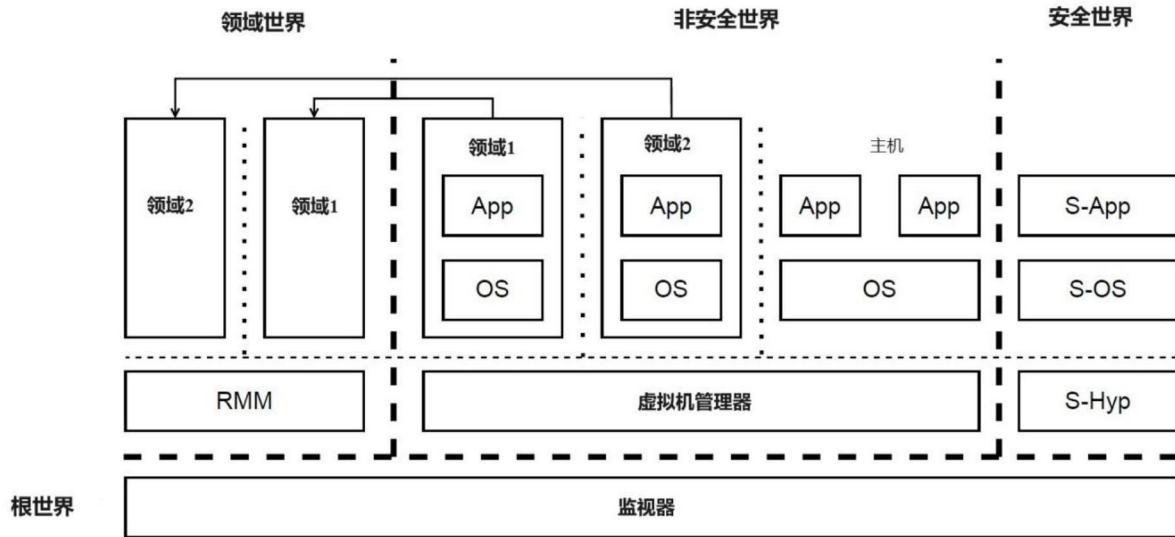 领域世界
非安全世界
安全世界
领域2
领域1
领域1
App
OS
领域2
App
OS
主机
App
App
OS
S-App
S-OS
RMM
虚拟机管理器
S-Hyp
根世界
监视器